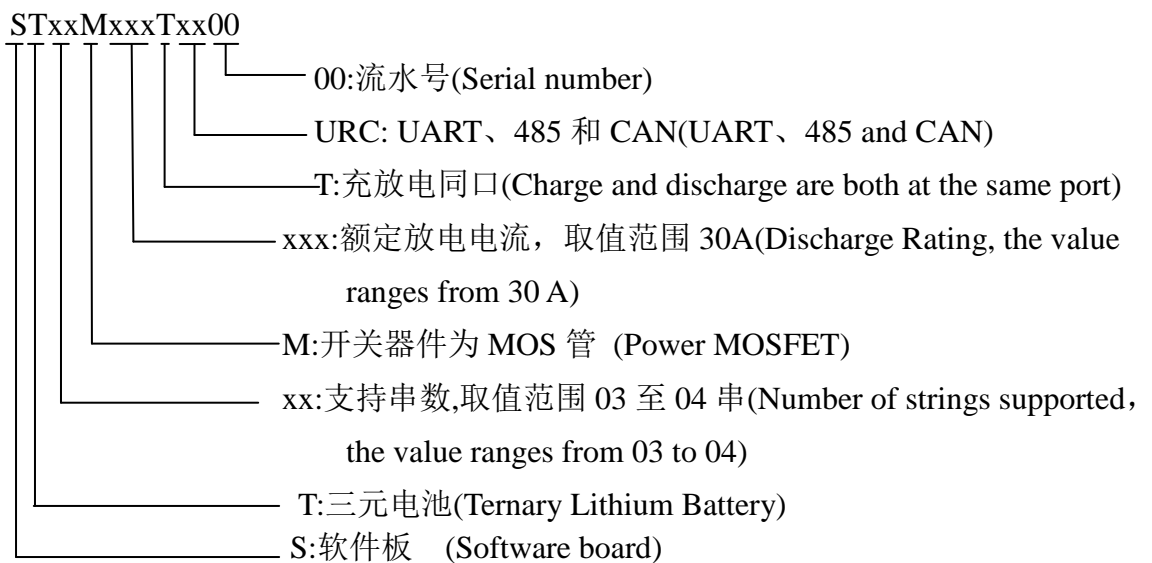 STxxMxxxTxx00
00:流水号(Serial number)
URC: UART、485 和 CAN(UART、485 and CAN)
T:充放电同口(Charge and discharge are both at the same port)
xxx:额定放电电流，取值范围 30A(Discharge Rating, the value
ranges from 30 A)
M:开关器件为 MOS 管 (Power MOSFET)
xx:支持串数,取值范围 03 至 04 串(Number of strings supported，
the value ranges from 03 to 04)
T:三元电池(Ternary Lithium Battery)
S:软件板 (Software board)